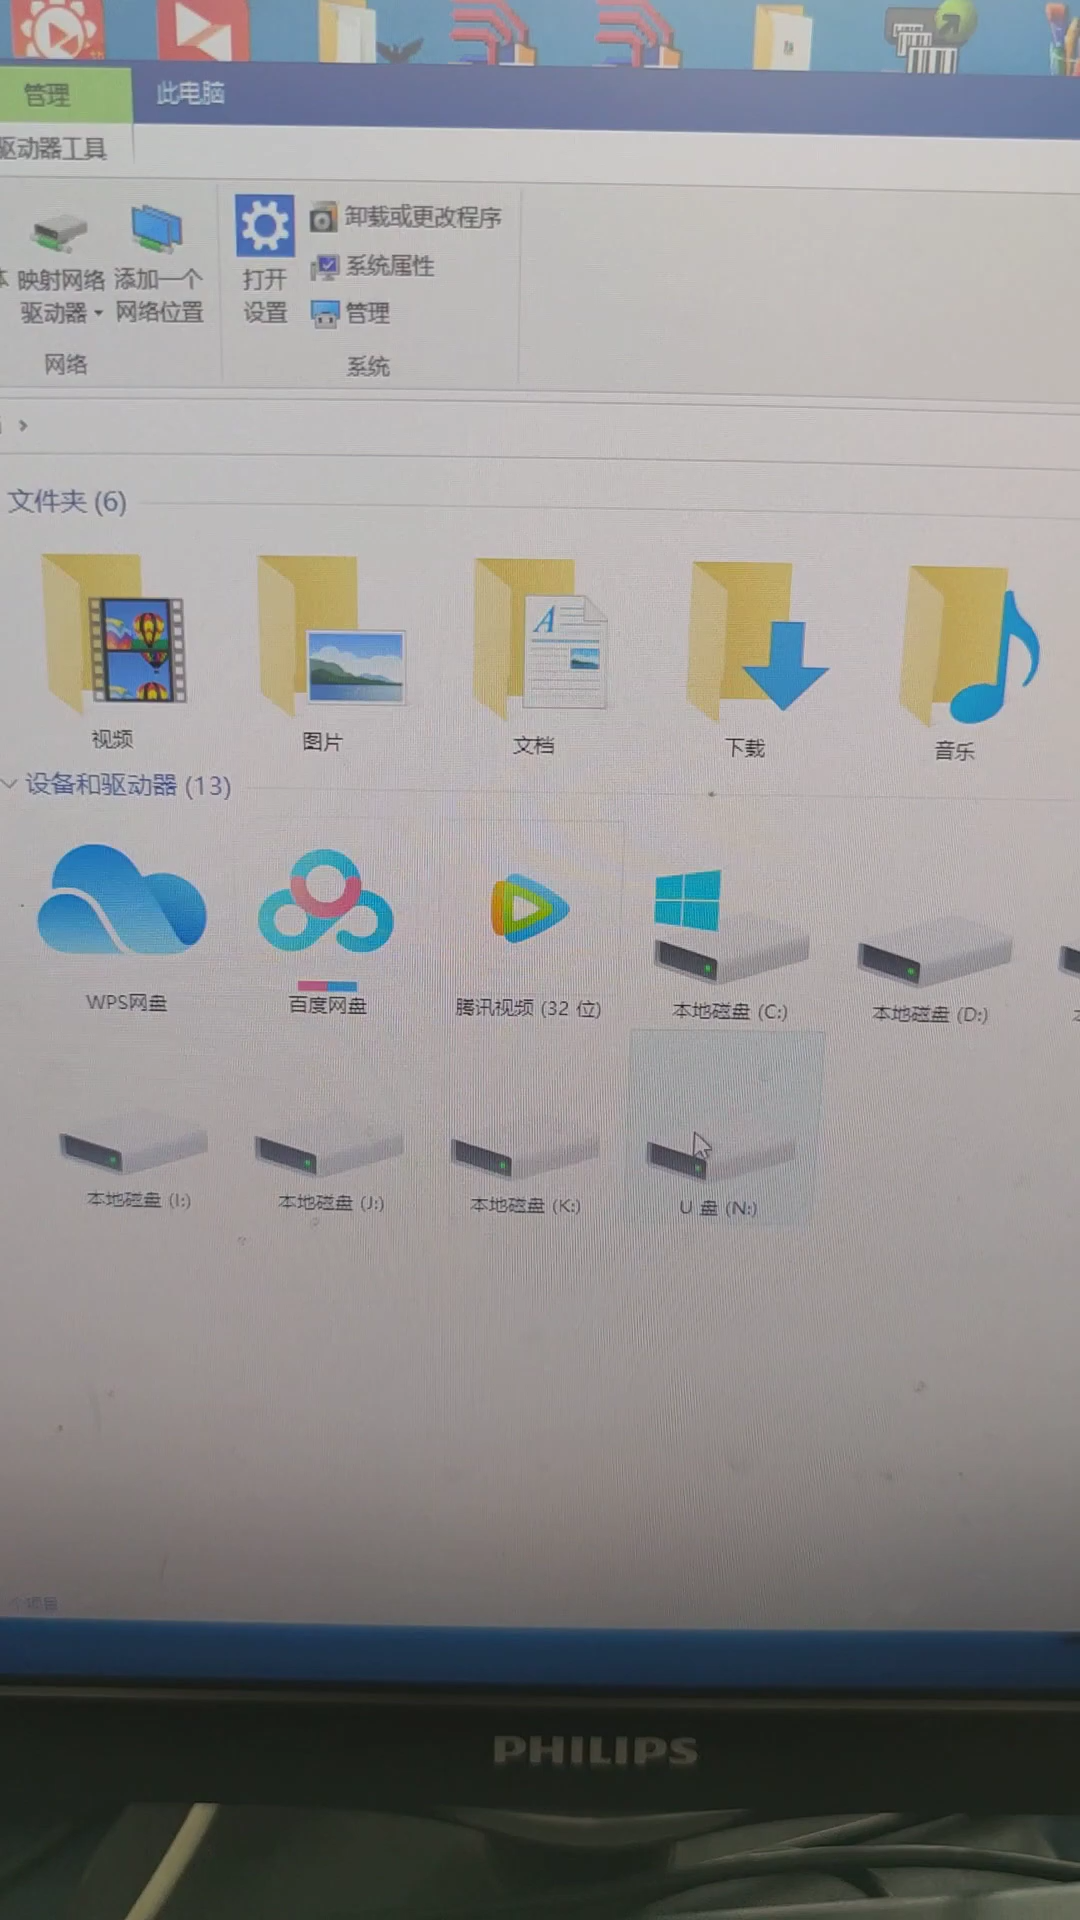 管理
此电脑
驱动器工具
映射网络
驱动器
添加一个
网络位置
打开
设置
卸载或更改程序
系统属性
管理
网络
系统
文件夹 (6)
视频
图片
文档
下载
音乐
设备和驱动器 (13)
WPS网盘
百度网盘
腾讯视频 (32 位)
本地磁盘 (C:)
本地磁盘 (D:)
本地磁盘 (I:)
本地磁盘 (J:)
本地磁盘 (K:)
U 盘 (N:)
个项目
PHILIPS